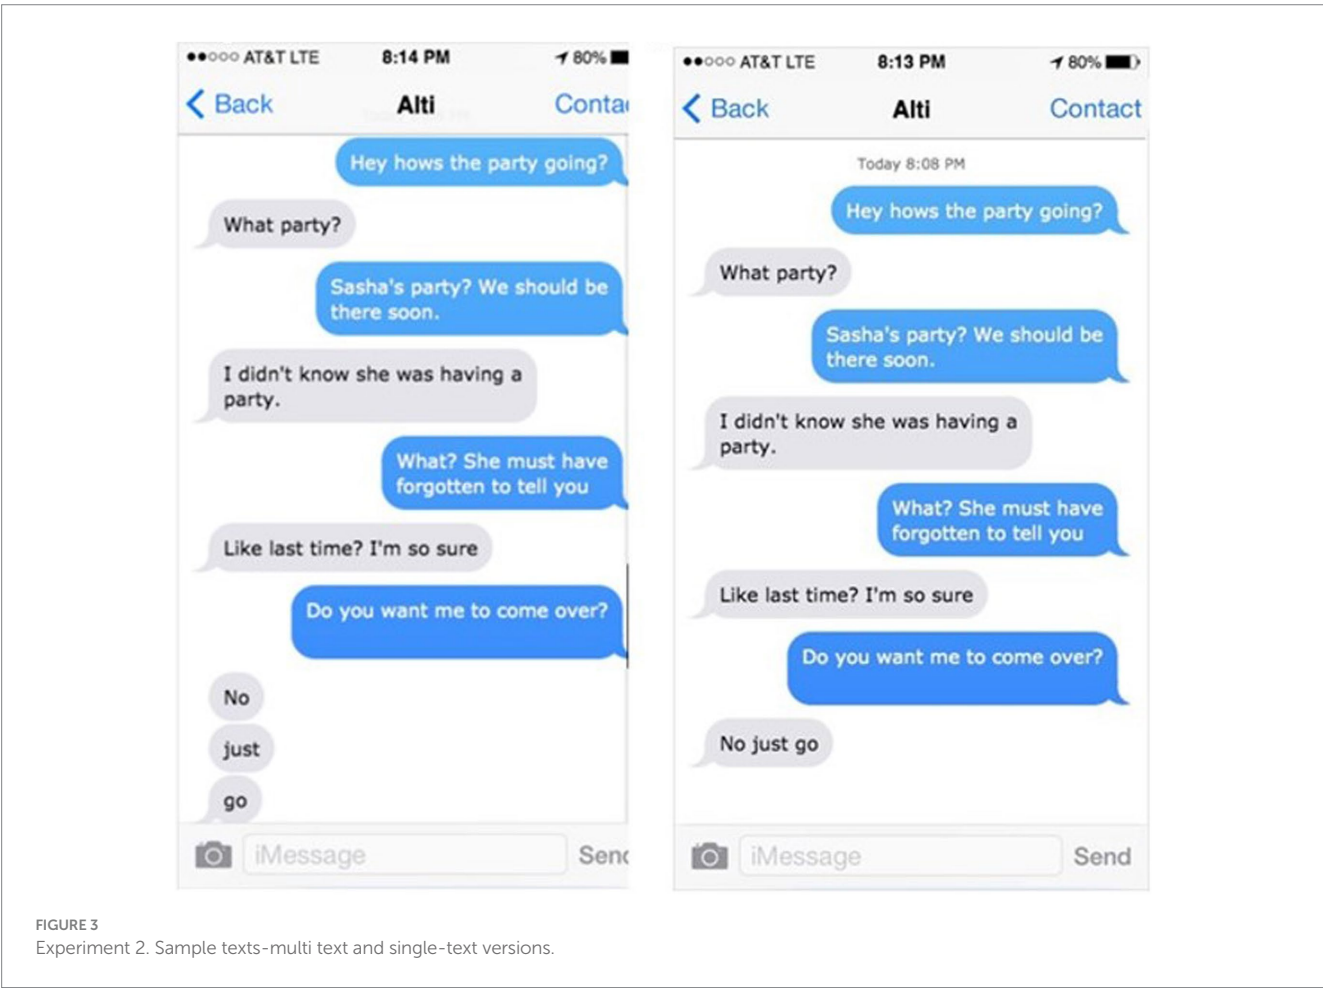 ●●○○○ AT&T LTE 8:14 PM 80%
Back Alti Contac
Hey hows the party going?
What party?
Sasha's party? We should be
there soon.
I didn't know she was having a
party.
What? She must have
forgotten to tell you
Like last time? I'm so sure
Do you want me to come over?
No
just
go
iMessage Send
●●○○○ AT&T LTE 8:13 PM 80%
Back Alti Contact
Today 8:08 PM
Hey hows the party going?
What party?
Sasha's party? We should be
there soon.
I didn't know she was having a
party.
What? She must have
forgotten to tell you
Like last time? I'm so sure
Do you want me to come over?
No just go
iMessage Send
FIGURE 3
Experiment 2. Sample texts-multi text and single-text versions.